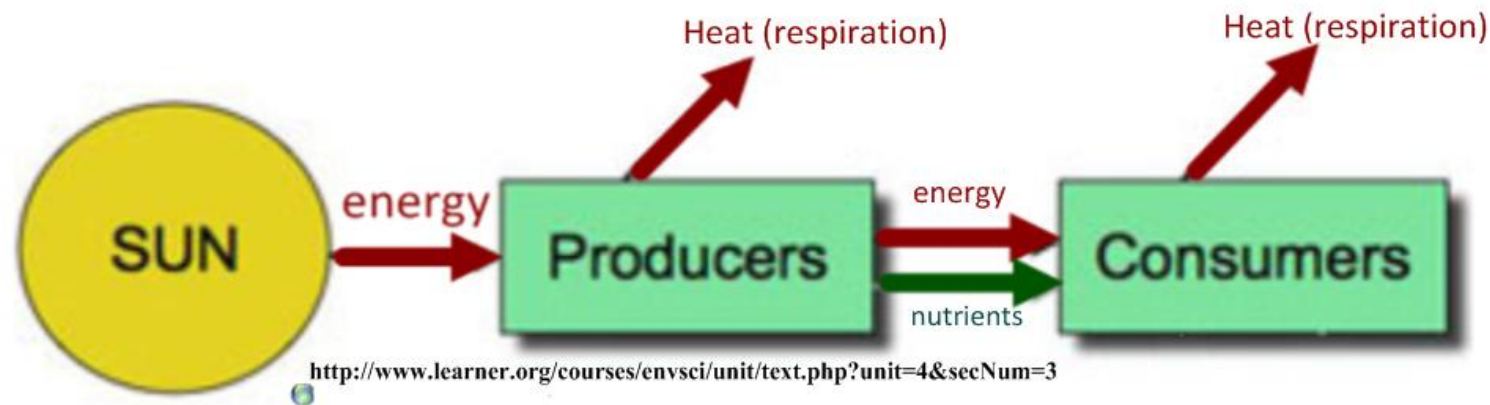 Heat (respiration)
Heat (respiration)
SUN
energy
Producers
energy
nutrients
Consumers
http://www.learner.org/courses/envsci/unit/text.php?unit=4&secNum=3